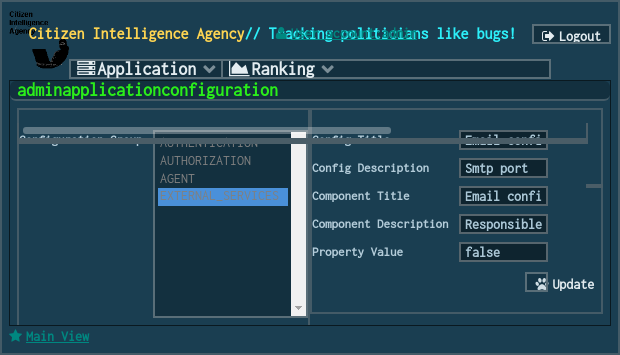 Citizen
Intelligence
Agency
Citizen Intelligence Agency// Tracking politicians like bugs!
Logout
Application Ranking
adminapplicationconfiguration
Configuration Group
AUTHENTICATION
AUTHORIZATION
AGENT
Config Title Email confi
Config Description Smtp port
Component Title Email confi
Component Description Responsible
Property Value false
Update
Main View